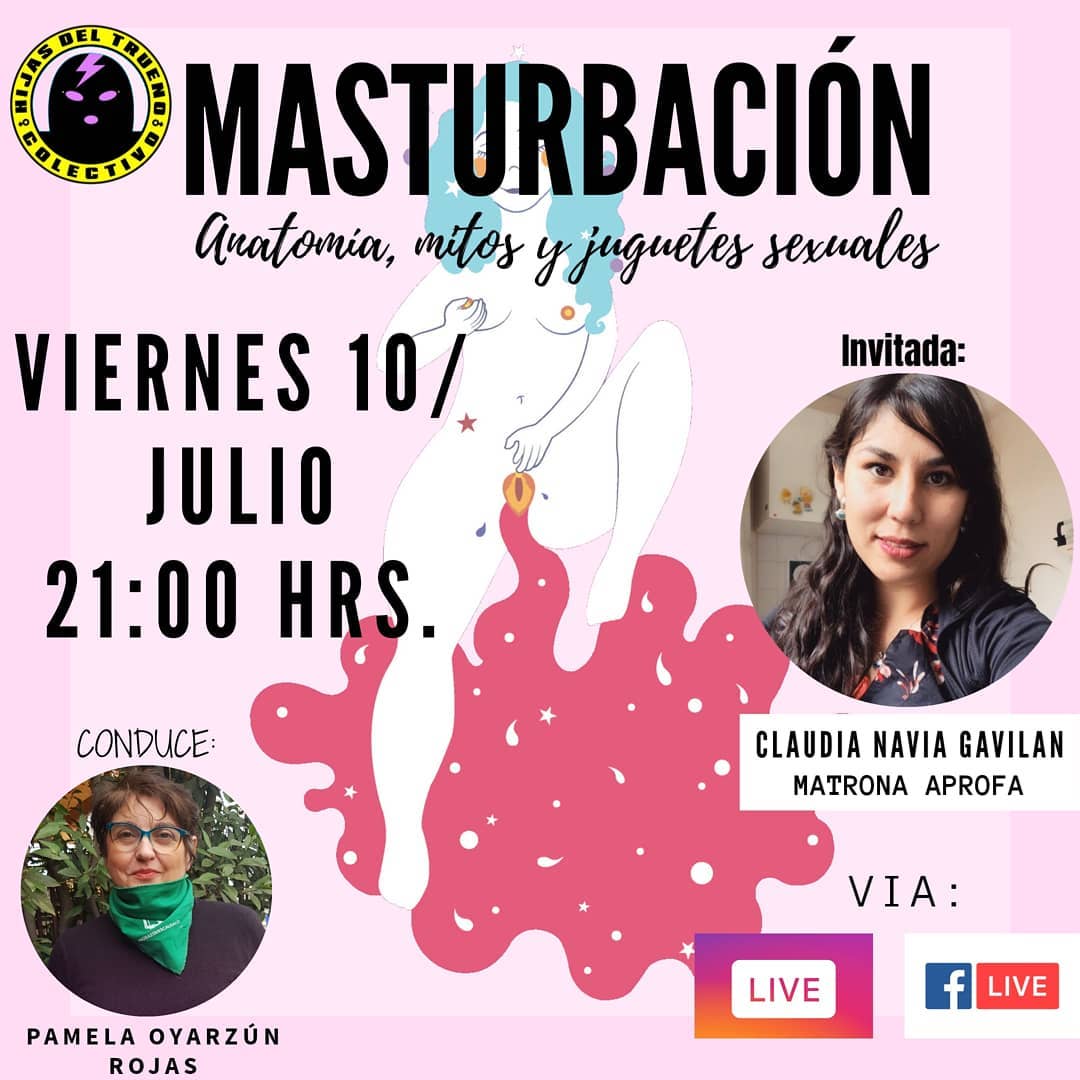 HIJAS DEL TRUENO
COLECTIVO
MASTURBACIÓN
Anatomía, mitos y juguetes sexuales
VIERNES 10/
JULIO
21:00 HRS.
Invitada:
CLAUDIA NAVIA GAVILAN
MATRONA APROFA
CONDUCE:
PAMELA OYARZÚN
ROJAS
VIA:
LIVE
f LIVE